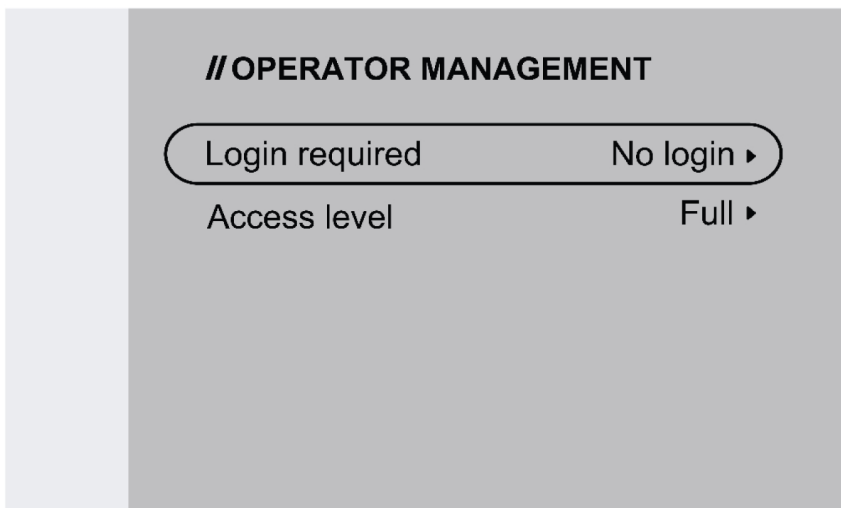 // OPERATOR MANAGEMENT
Login required No login ▸
Access level Full ▸